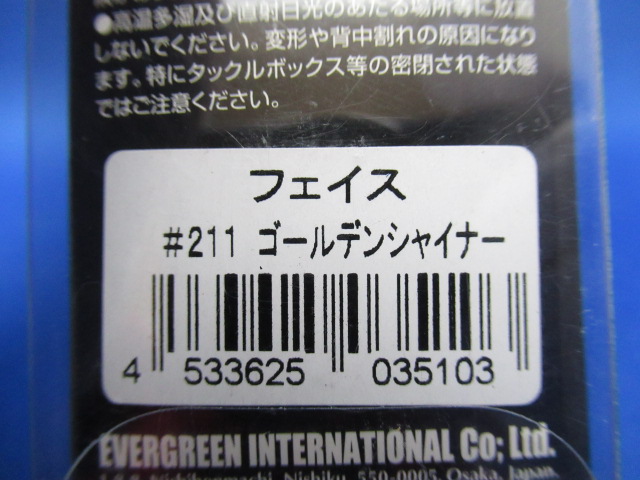 ●高温多湿及び直射日光のあたる場所等に放置
しないでください。変形や背中割れの原因になり
ます。特にタックルボックス等の密閉された状態
ではご注意ください。
フェイス
#211 ゴールデンシャイナー
4 533625 035103
EVERGREEN INTERNATIONAL Co; Ltd.
Nishihonmachi, Nishiku, 550-0005, Osaka, Japan.